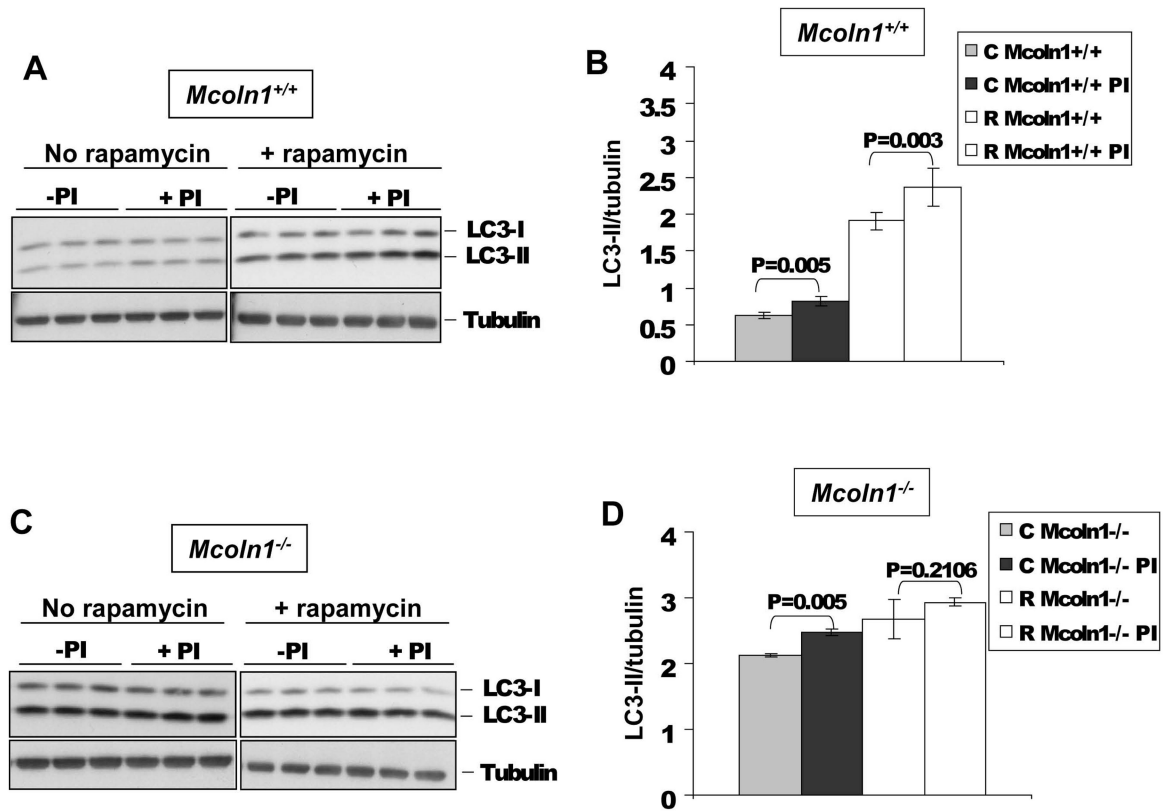 A
Mcoln1+/+
No rapamycin
+ rapamycin
-PI
+ PI
-PI
+ PI
LC3-I
LC3-II
Tubulin
B
Mcoln1+/+
C Mcoln1+/+
C Mcoln1+/+ PI
R Mcoln1+/+
R Mcoln1+/+ PI
LC3-II/tubulin
4
3.5
3
2.5
2
1.5
1
0.5
0
P=0.005
P=0.003
C
Mcoln1-/-
No rapamycin
+ rapamycin
-PI
+ PI
-PI
+ PI
LC3-I
LC3-II
Tubulin
D
Mcoln1-/-
C Mcoln1-/-
C Mcoln1-/- PI
R Mcoln1-/-
R Mcoln1-/- PI
LC3-II/tubulin
4
3
2
1
0
P=0.005
P=0.2106